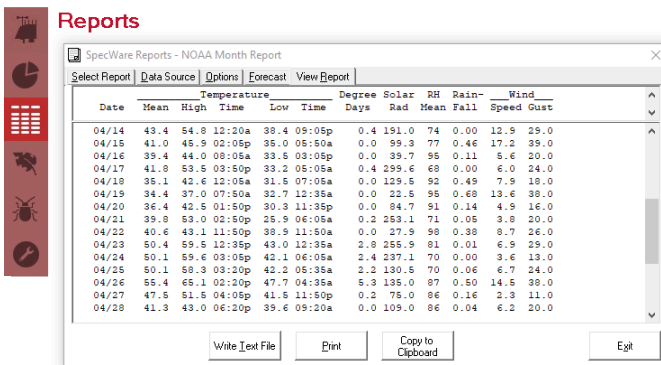 Reports
SpecWare Reports - NOAA Month Report
Select Report Data Source Options Forecast View Report
Temperature Degree Solar RH Rain- Wind
Date Mean High Time Low Time Days Rad Mean Fall Speed Gust
04/14 43.4 54.8 12:20a 38.4 09:05p 0.4 191.0 74 0.00 12.9 29.0
04/15 41.0 45.9 02:05p 35.0 05:50a 0.0 99.3 77 0.46 17.2 39.0
04/16 39.4 44.0 08:05a 33.5 03:05p 0.0 39.7 95 0.11 5.6 20.0
04/17 41.8 53.5 03:50p 33.2 05:05a 0.4 299.6 68 0.00 6.0 24.0
04/18 35.1 42.6 12:05a 31.5 07:05a 0.0 129.5 92 0.49 7.9 18.0
04/19 34.4 37.0 07:50a 32.7 12:35a 0.0 22.5 95 0.68 13.6 38.0
04/20 36.4 42.5 01:50p 30.3 11:35p 0.0 84.7 91 0.14 4.9 16.0
04/21 39.8 53.0 02:50p 25.9 06:05a 0.2 253.1 71 0.05 3.8 20.0
04/22 40.6 43.1 11:50p 38.9 11:50a 0.0 27.9 98 0.38 8.7 26.0
04/23 50.4 59.5 12:35p 43.0 12:35a 2.8 255.9 81 0.01 6.9 29.0
04/24 50.1 59.6 03:05p 42.1 06:05a 2.4 237.1 70 0.00 3.6 13.0
04/25 50.1 58.3 03:20p 42.2 05:35a 2.2 130.5 70 0.06 6.7 24.0
04/26 55.4 65.1 02:20p 47.7 04:35a 5.3 135.0 87 0.50 14.5 38.0
04/27 47.5 51.5 04:05p 41.5 11:50p 0.2 75.0 86 0.16 2.3 11.0
04/28 41.3 43.0 06:20p 39.6 09:20a 0.0 109.0 86 0.04 6.2 20.0
Write Text File Print Copy to Clipboard Exit